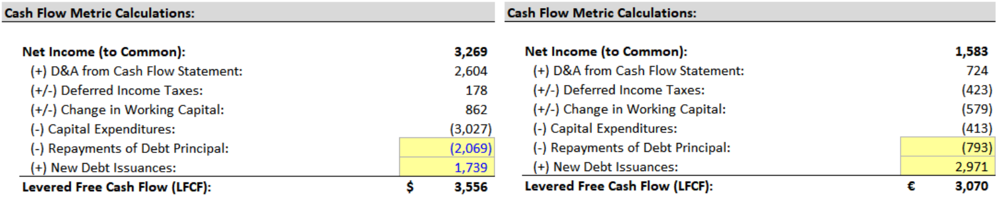 Cash Flow Metric Calculations:
Net Income (to Common): 3,269
(+) D&A from Cash Flow Statement: 2,604
(+/-) Deferred Income Taxes: 178
(+/-) Change in Working Capital: 862
(-) Capital Expenditures: (3,027)
(-) Repayments of Debt Principal: (2,069)
(+) New Debt Issuances: 1,739
Levered Free Cash Flow (LFCF): $ 3,556
Cash Flow Metric Calculations:
Net Income (to Common): 1,583
(+) D&A from Cash Flow Statement: 724
(+/-) Deferred Income Taxes: (423)
(+/-) Change in Working Capital: (579)
(-) Capital Expenditures: (413)
(-) Repayments of Debt Principal: (793)
(+) New Debt Issuances: 2,971
Levered Free Cash Flow (LFCF): € 3,070